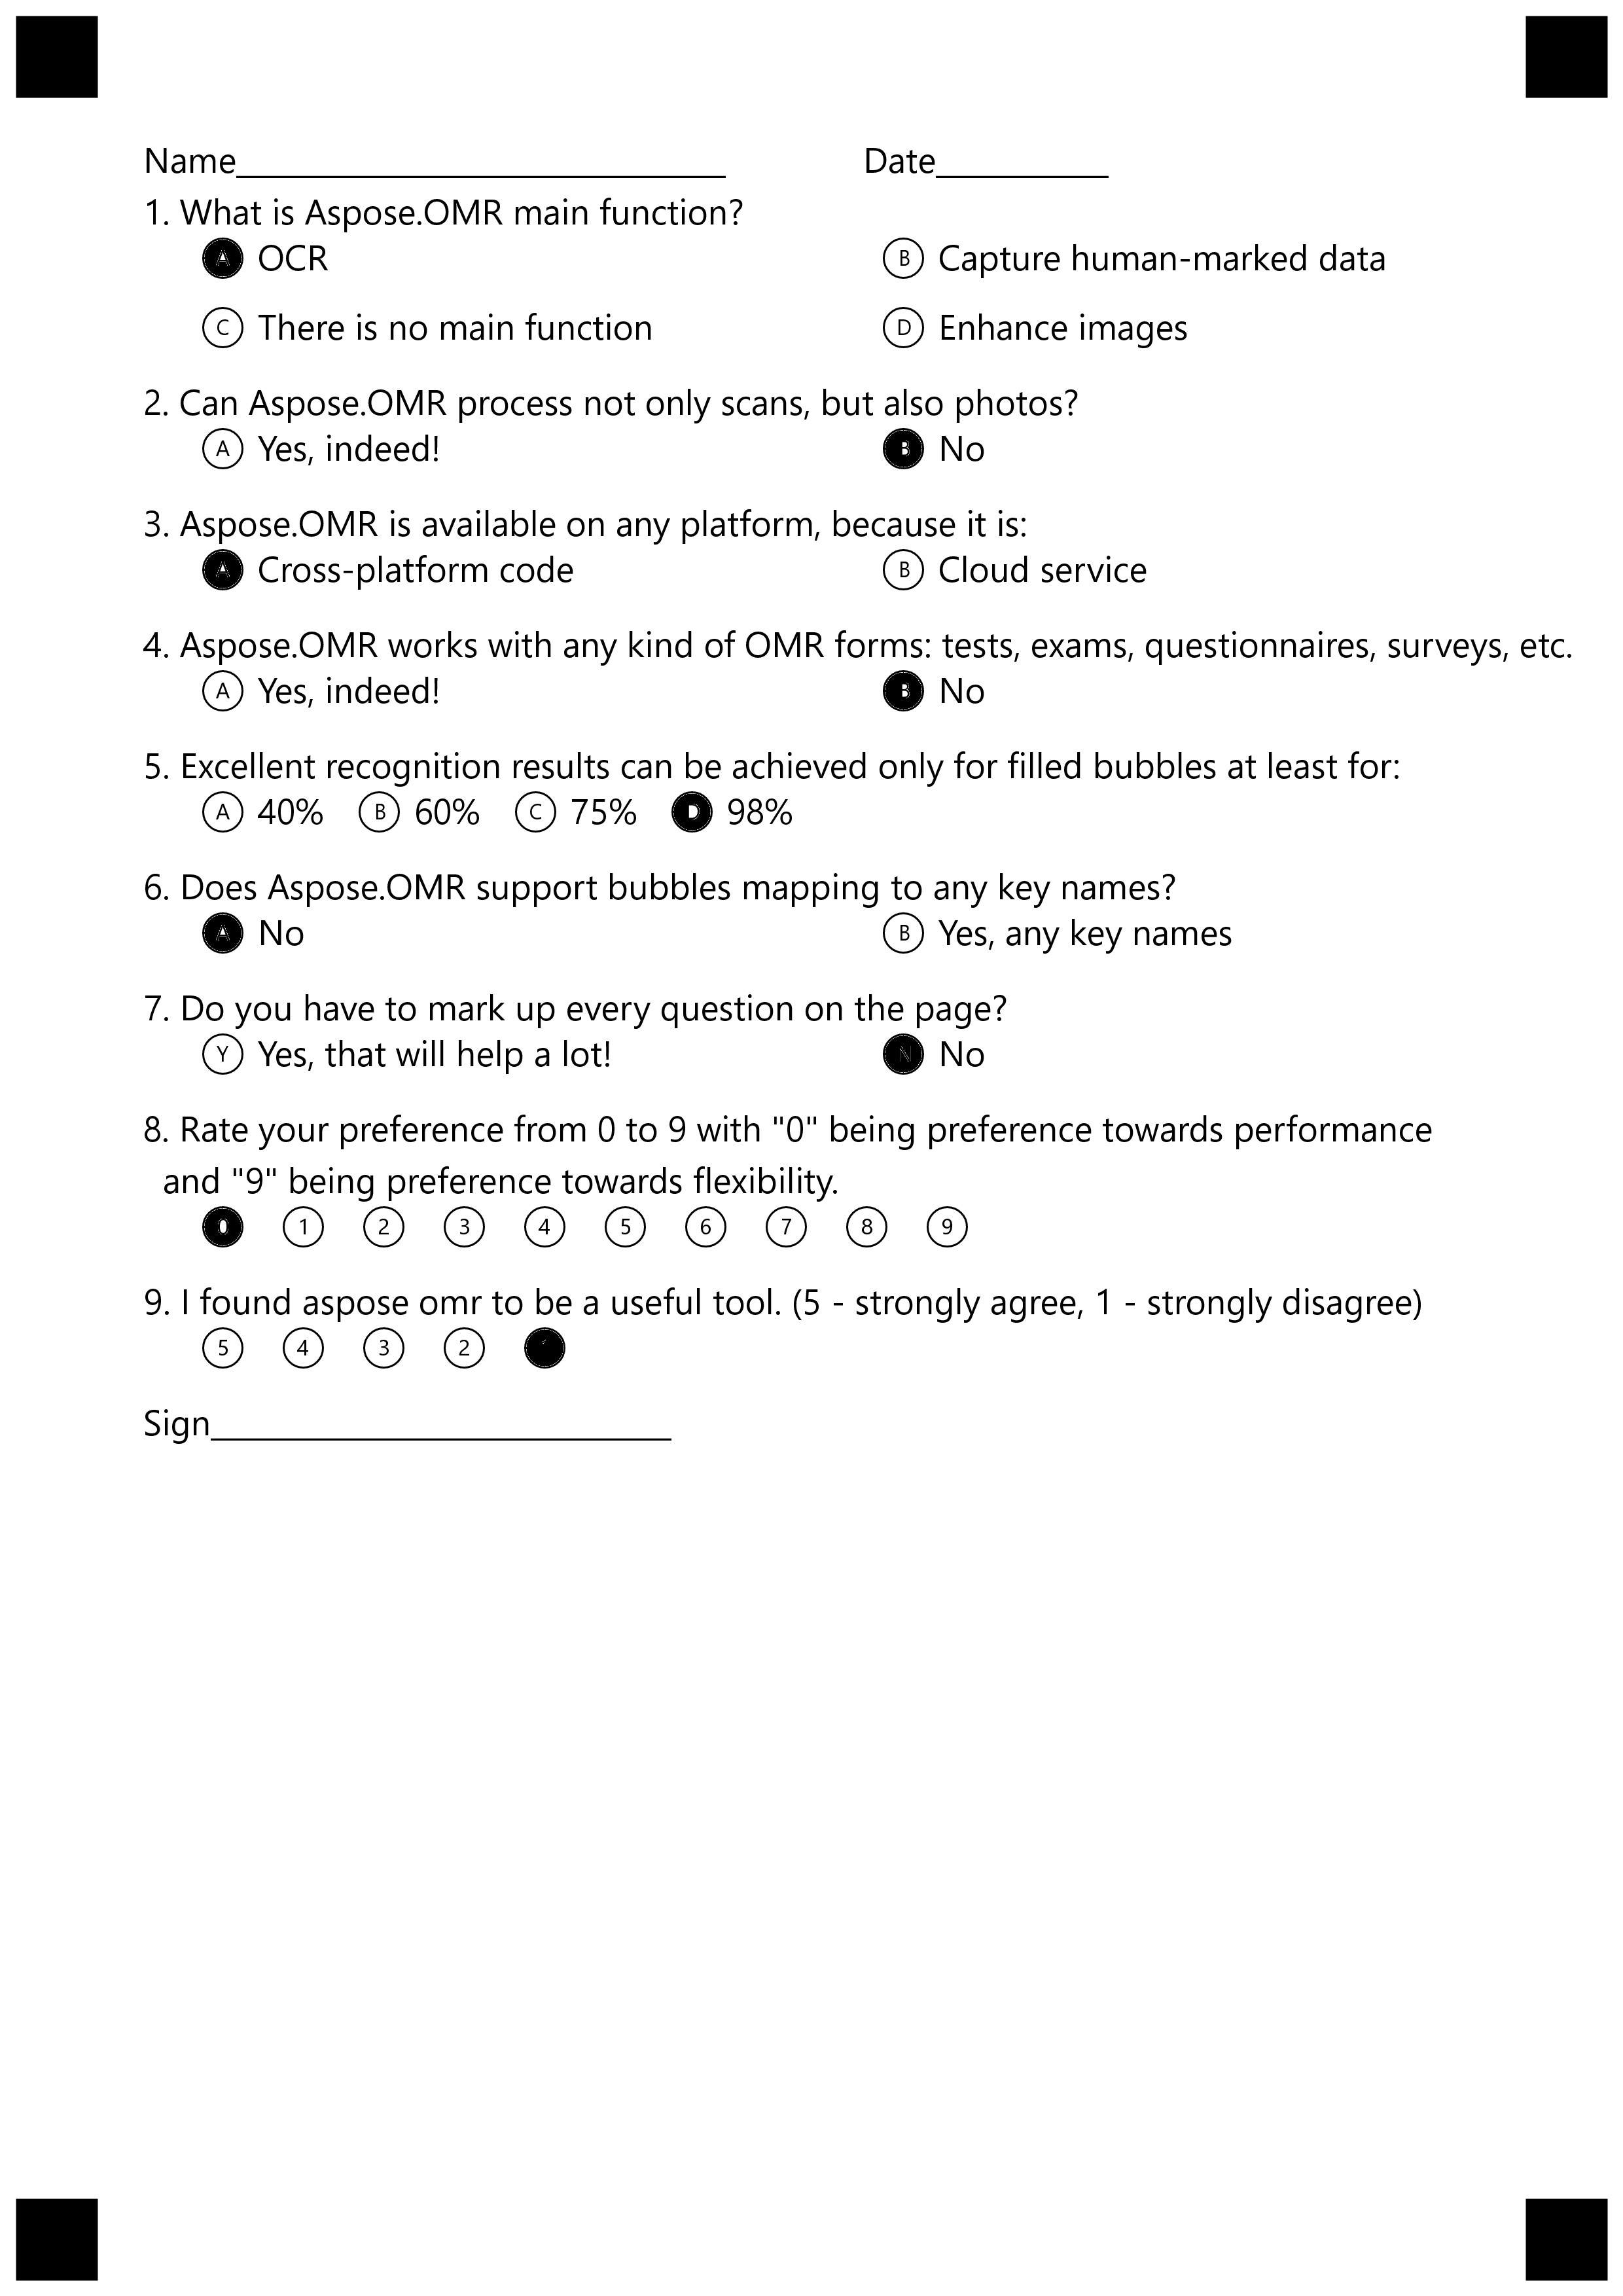 Name__________________________ Date_________
1. What is Aspose.OMR main function?
A OCR B Capture human-marked data
C There is no main function D Enhance images
2. Can Aspose.OMR process not only scans, but also photos?
A Yes, indeed! B No
3. Aspose.OMR is available on any platform, because it is:
A Cross-platform code B Cloud service
4. Aspose.OMR works with any kind of OMR forms: tests, exams, questionnaires, surveys, etc.
A Yes, indeed! B No
5. Excellent recognition results can be achieved only for filled bubbles at least for:
A 40% B 60% C 75% D 98%
6. Does Aspose.OMR support bubbles mapping to any key names?
A No B Yes, any key names
7. Do you have to mark up every question on the page?
Y Yes, that will help a lot! N No
8. Rate your preference from 0 to 9 with "0" being preference towards performance
and "9" being preference towards flexibility.
0 1 2 3 4 5 6 7 8 9
9. I found aspose omr to be a useful tool. (5 - strongly agree, 1 - strongly disagree)
5 4 3 2
Sign_________________________